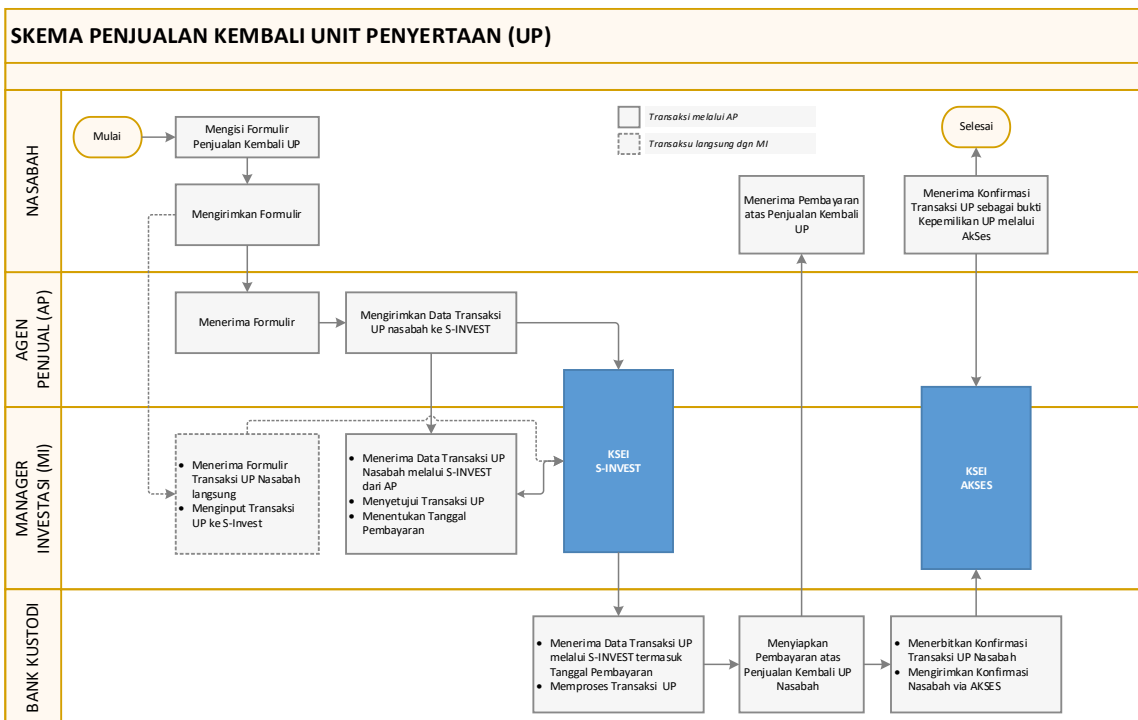 SKEMA PENJUALAN KEMBALI UNIT PENYERTAAN (UP)
NASABAH
Mulai
Mengisi Formulir
Penjualan Kembali UP
Mengirimkan Formulir
Transaksi melalui AP
Transaksu langsung dgn MI
Menerima Pembayaran
atas Penjualan Kembali
UP
Selesai
Menerima Konfirmasi
Transaksi UP sebagai bukti
Kepemilikan UP melalui
AkSes
AGEN
PENJUAL (AP)
Menerima Formulir
Mengirimkan Data Transaksi
UP nasabah ke S-INVEST
MANAGER
INVESTASI (MI)
• Menerima Formulir
Transaksi UP Nasabah
langsung
• Menginput Transaksi
UP ke S-Invest
• Menerima Data Transaksi UP
Nasabah melalui S-INVEST
dari AP
• Menyetujui Transaksi UP
• Menentukan Tanggal
Pembayaran
KSEI
S-INVEST
KSEI
AKSES
BANK KUSTODI
• Menerima Data Transaksi UP
melalui S-INVEST termasuk
Tanggal Pembayaran
• Memproses Transaksi UP
Menyiapkan
Pembayaran atas
Penjualan Kembali UP
Nasabah
• Menerbitkan Konfirmasi
Transaksi UP Nasabah
• Mengirimkan Konfirmasi
Nasabah via AKSES